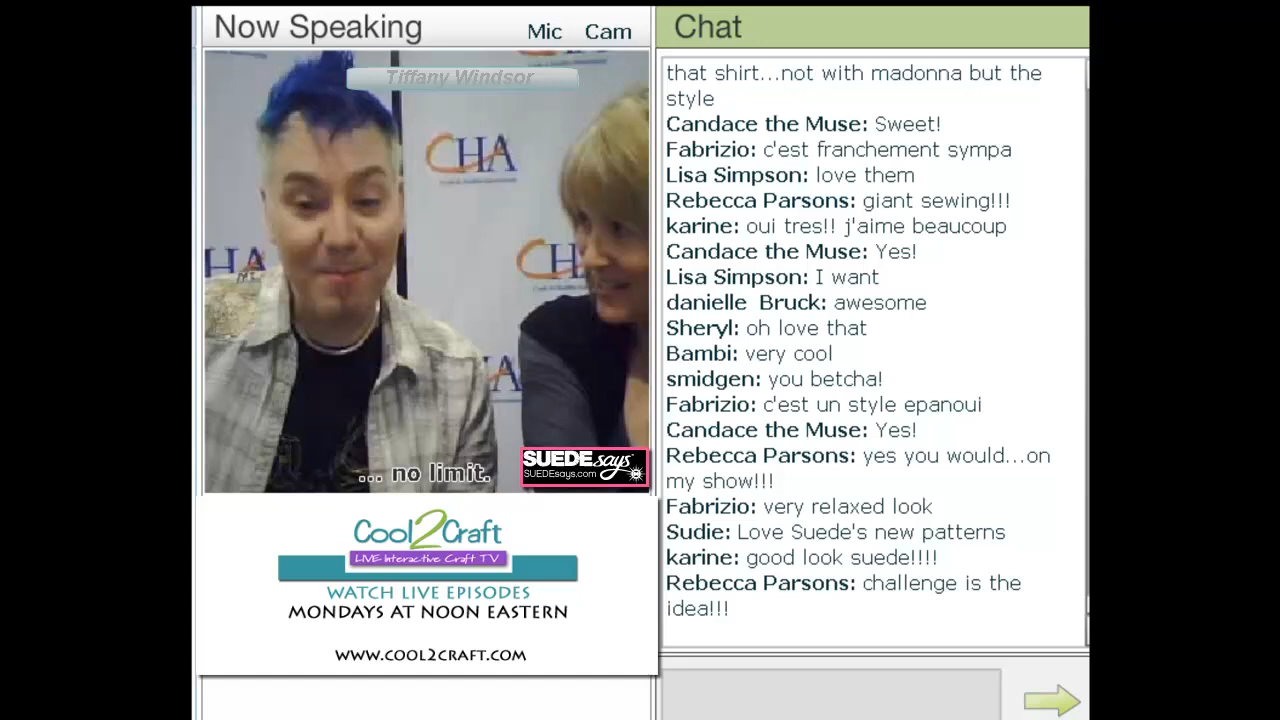 Now Speaking
Mic Cam
Tiffany Windsor
CHA
CHA
CHA
CHA
... no limit.
SUEDEsays
SUEDEsays.com
Cool2Craft
LIVE Interactive Craft TV
WATCH LIVE EPISODES
MONDAYS AT NOON EASTERN
WWW.COOL2CRAFT.COM
Chat
that shirt...not with madonna but the
style
Candace the Muse: Sweet!
Fabrizio: c'est franchement sympa
Lisa Simpson: love them
Rebecca Parsons: giant sewing!!!
karine: oui tres!! j'aime beaucoup
Candace the Muse: Yes!
Lisa Simpson: I want
danielle Bruck: awesome
Sheryl: oh love that
Bambi: very cool
smidgen: you betcha!
Fabrizio: c'est un style epanoui
Candace the Muse: Yes!
Rebecca Parsons: yes you would...on
my show!!!
Fabrizio: very relaxed look
Sudie: Love Suede's new patterns
karine: good look suede!!!!
Rebecca Parsons: challenge is the
idea!!!